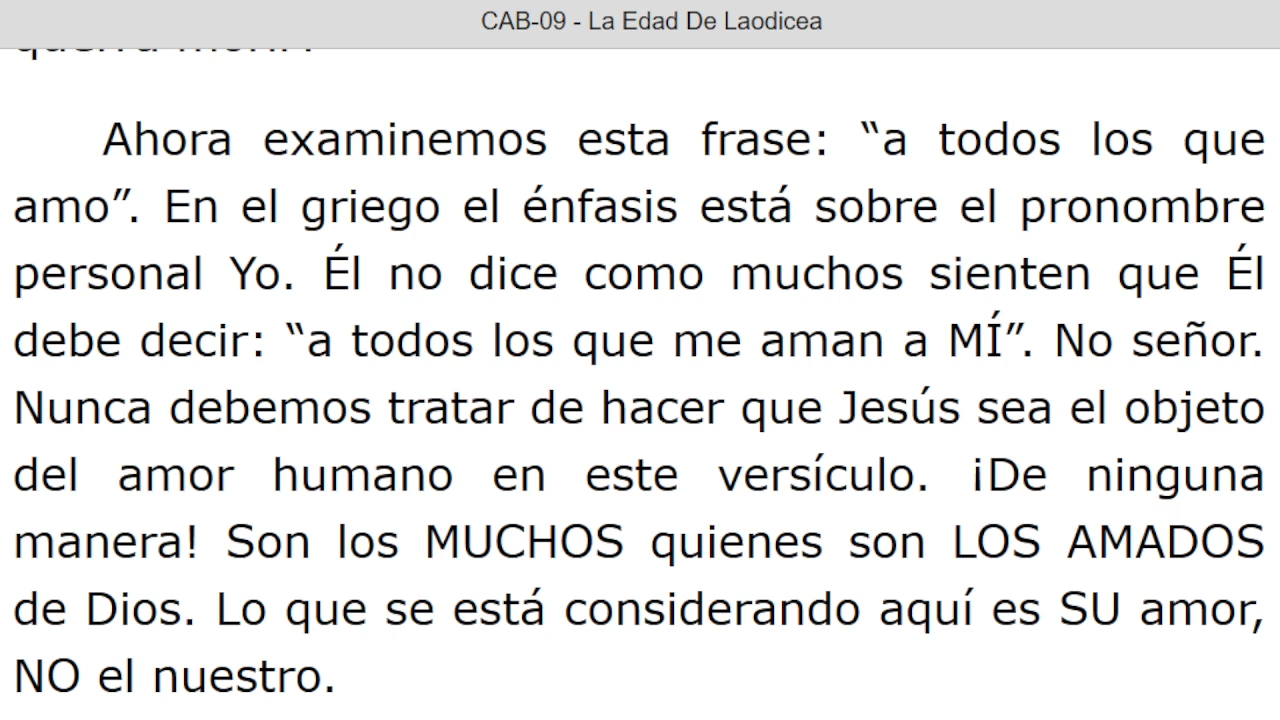 CAB-09 - La Edad De Laodicea
Ahora examinemos esta frase: “a todos los que
amo”. En el griego el énfasis está sobre el pronombre
personal Yo. Él no dice como muchos sienten que Él
debe decir: “a todos los que me aman a MÍ”. No señor.
Nunca debemos tratar de hacer que Jesús sea el objeto
del amor humano en este versículo. ¡De ninguna
manera! Son los MUCHOS quienes son LOS AMADOS
de Dios. Lo que se está considerando aquí es SU amor,
NO el nuestro.